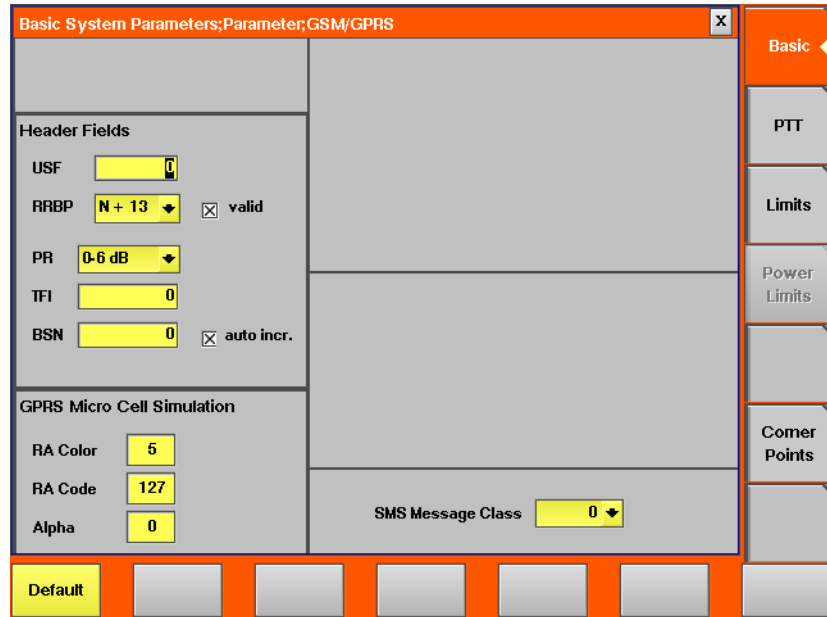 Basic System Parameters;Parameter;GSM/GPRS
X
Header Fields
USF 0
RRBP N + 13 valid
PR 0-6 dB
TFI 0
BSN 0 auto incr.
GPRS Micro Cell Simulation
RA Color 5
RA Code 127
Alpha 0
SMS Message Class 0
Basic
PTT
Limits
Power
Limits
Corner
Points
Default